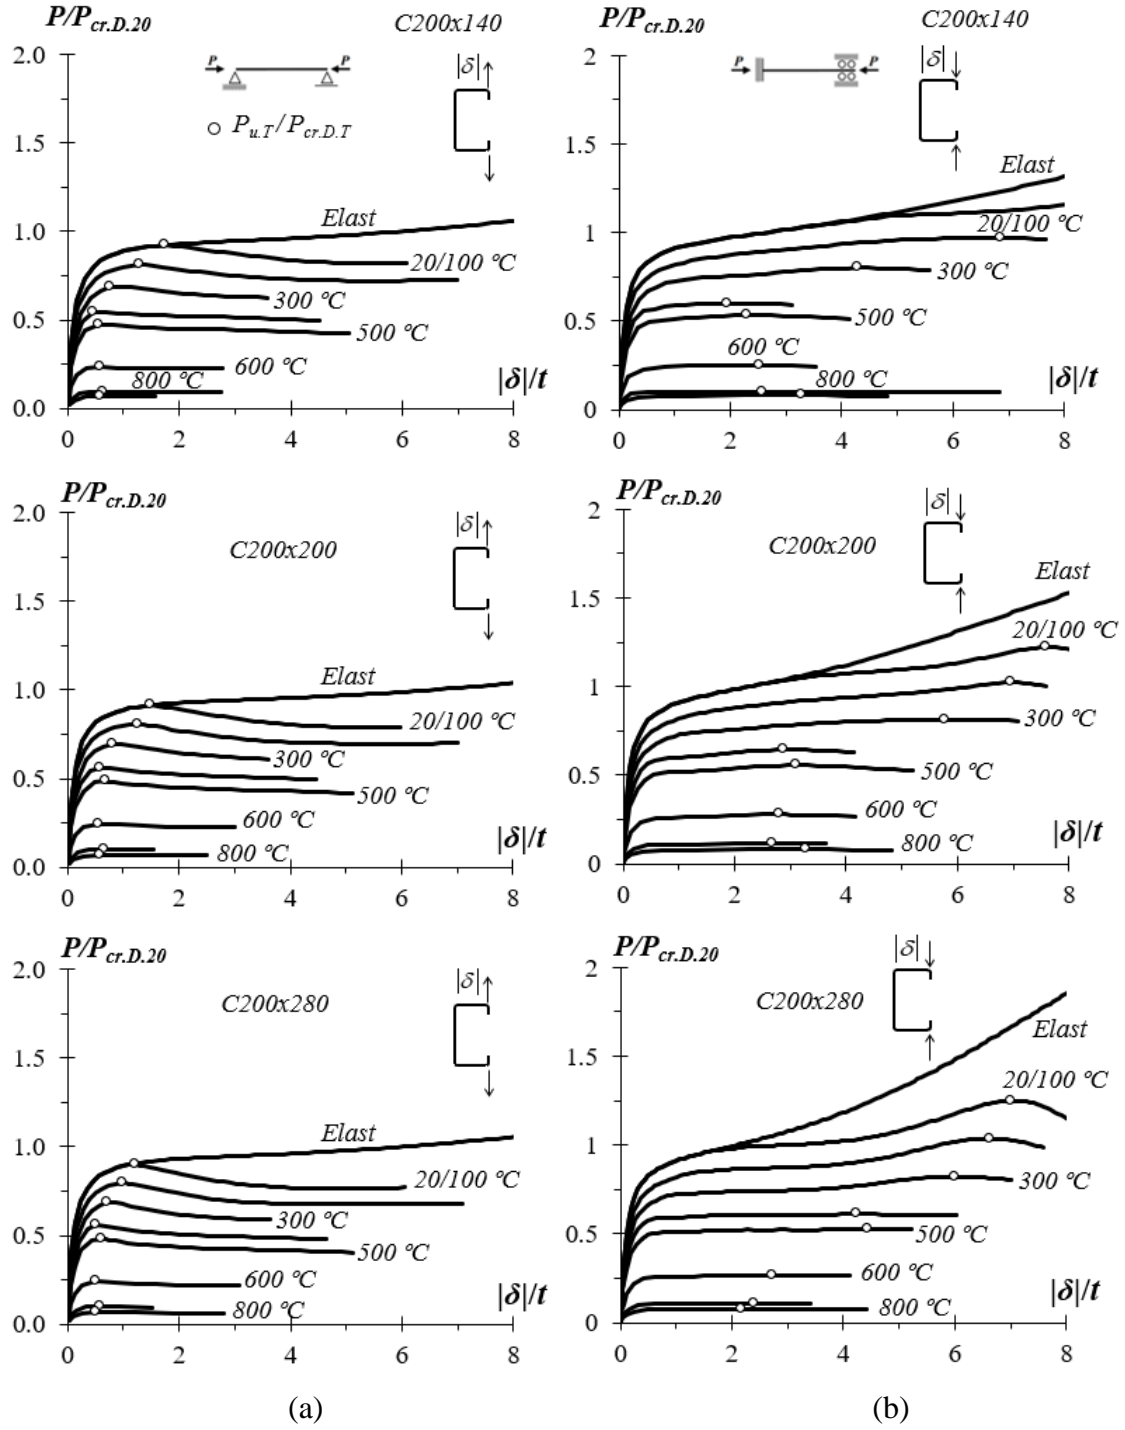 P/Pcr.D.20
C200x140
2.0
P
P
|δ|
Pu.T/Pcr.D.T
1.5
Elast
1.0
20/100 ℃
300 ℃
0.5
500 ℃
600 ℃
800 ℃
|δ|/t
0.0
0 2 4 6 8
P/Pcr.D.20
C200x140
2
P
P
|δ|
1.5
Elast
1
20/100 ℃
300 ℃
0.5
500 ℃
600 ℃
800 ℃
|δ|/t
0
0 2 4 6 8
P/Pcr.D.20
2.0
|δ|
C200x200
1.5
Elast
1.0
20/100 ℃
300 ℃
0.5
500 ℃
600 ℃
|δ|/t
800 ℃
0.0
0 2 4 6 8
P/Pcr.D.20
2
|δ|
C200x200
Elast
1.5
20/100 ℃
1
300 ℃
0.5
500 ℃
600 ℃
|δ|/t
800 ℃
0
0 2 4 6 8
P/Pcr.D.20
2.0
|δ|
C200x280
1.5
Elast
1.0
20/100 ℃
300 ℃
0.5
500 ℃
600 ℃
|δ|/t
800 ℃
0.0
0 2 4 6 8
P/Pcr.D.20
2
|δ|
C200x280
Elast
1.5
20/100 ℃
1
300 ℃
0.5
500 ℃
600 ℃
|δ|/t
800 ℃
0
0 2 4 6 8
(a)
(b)